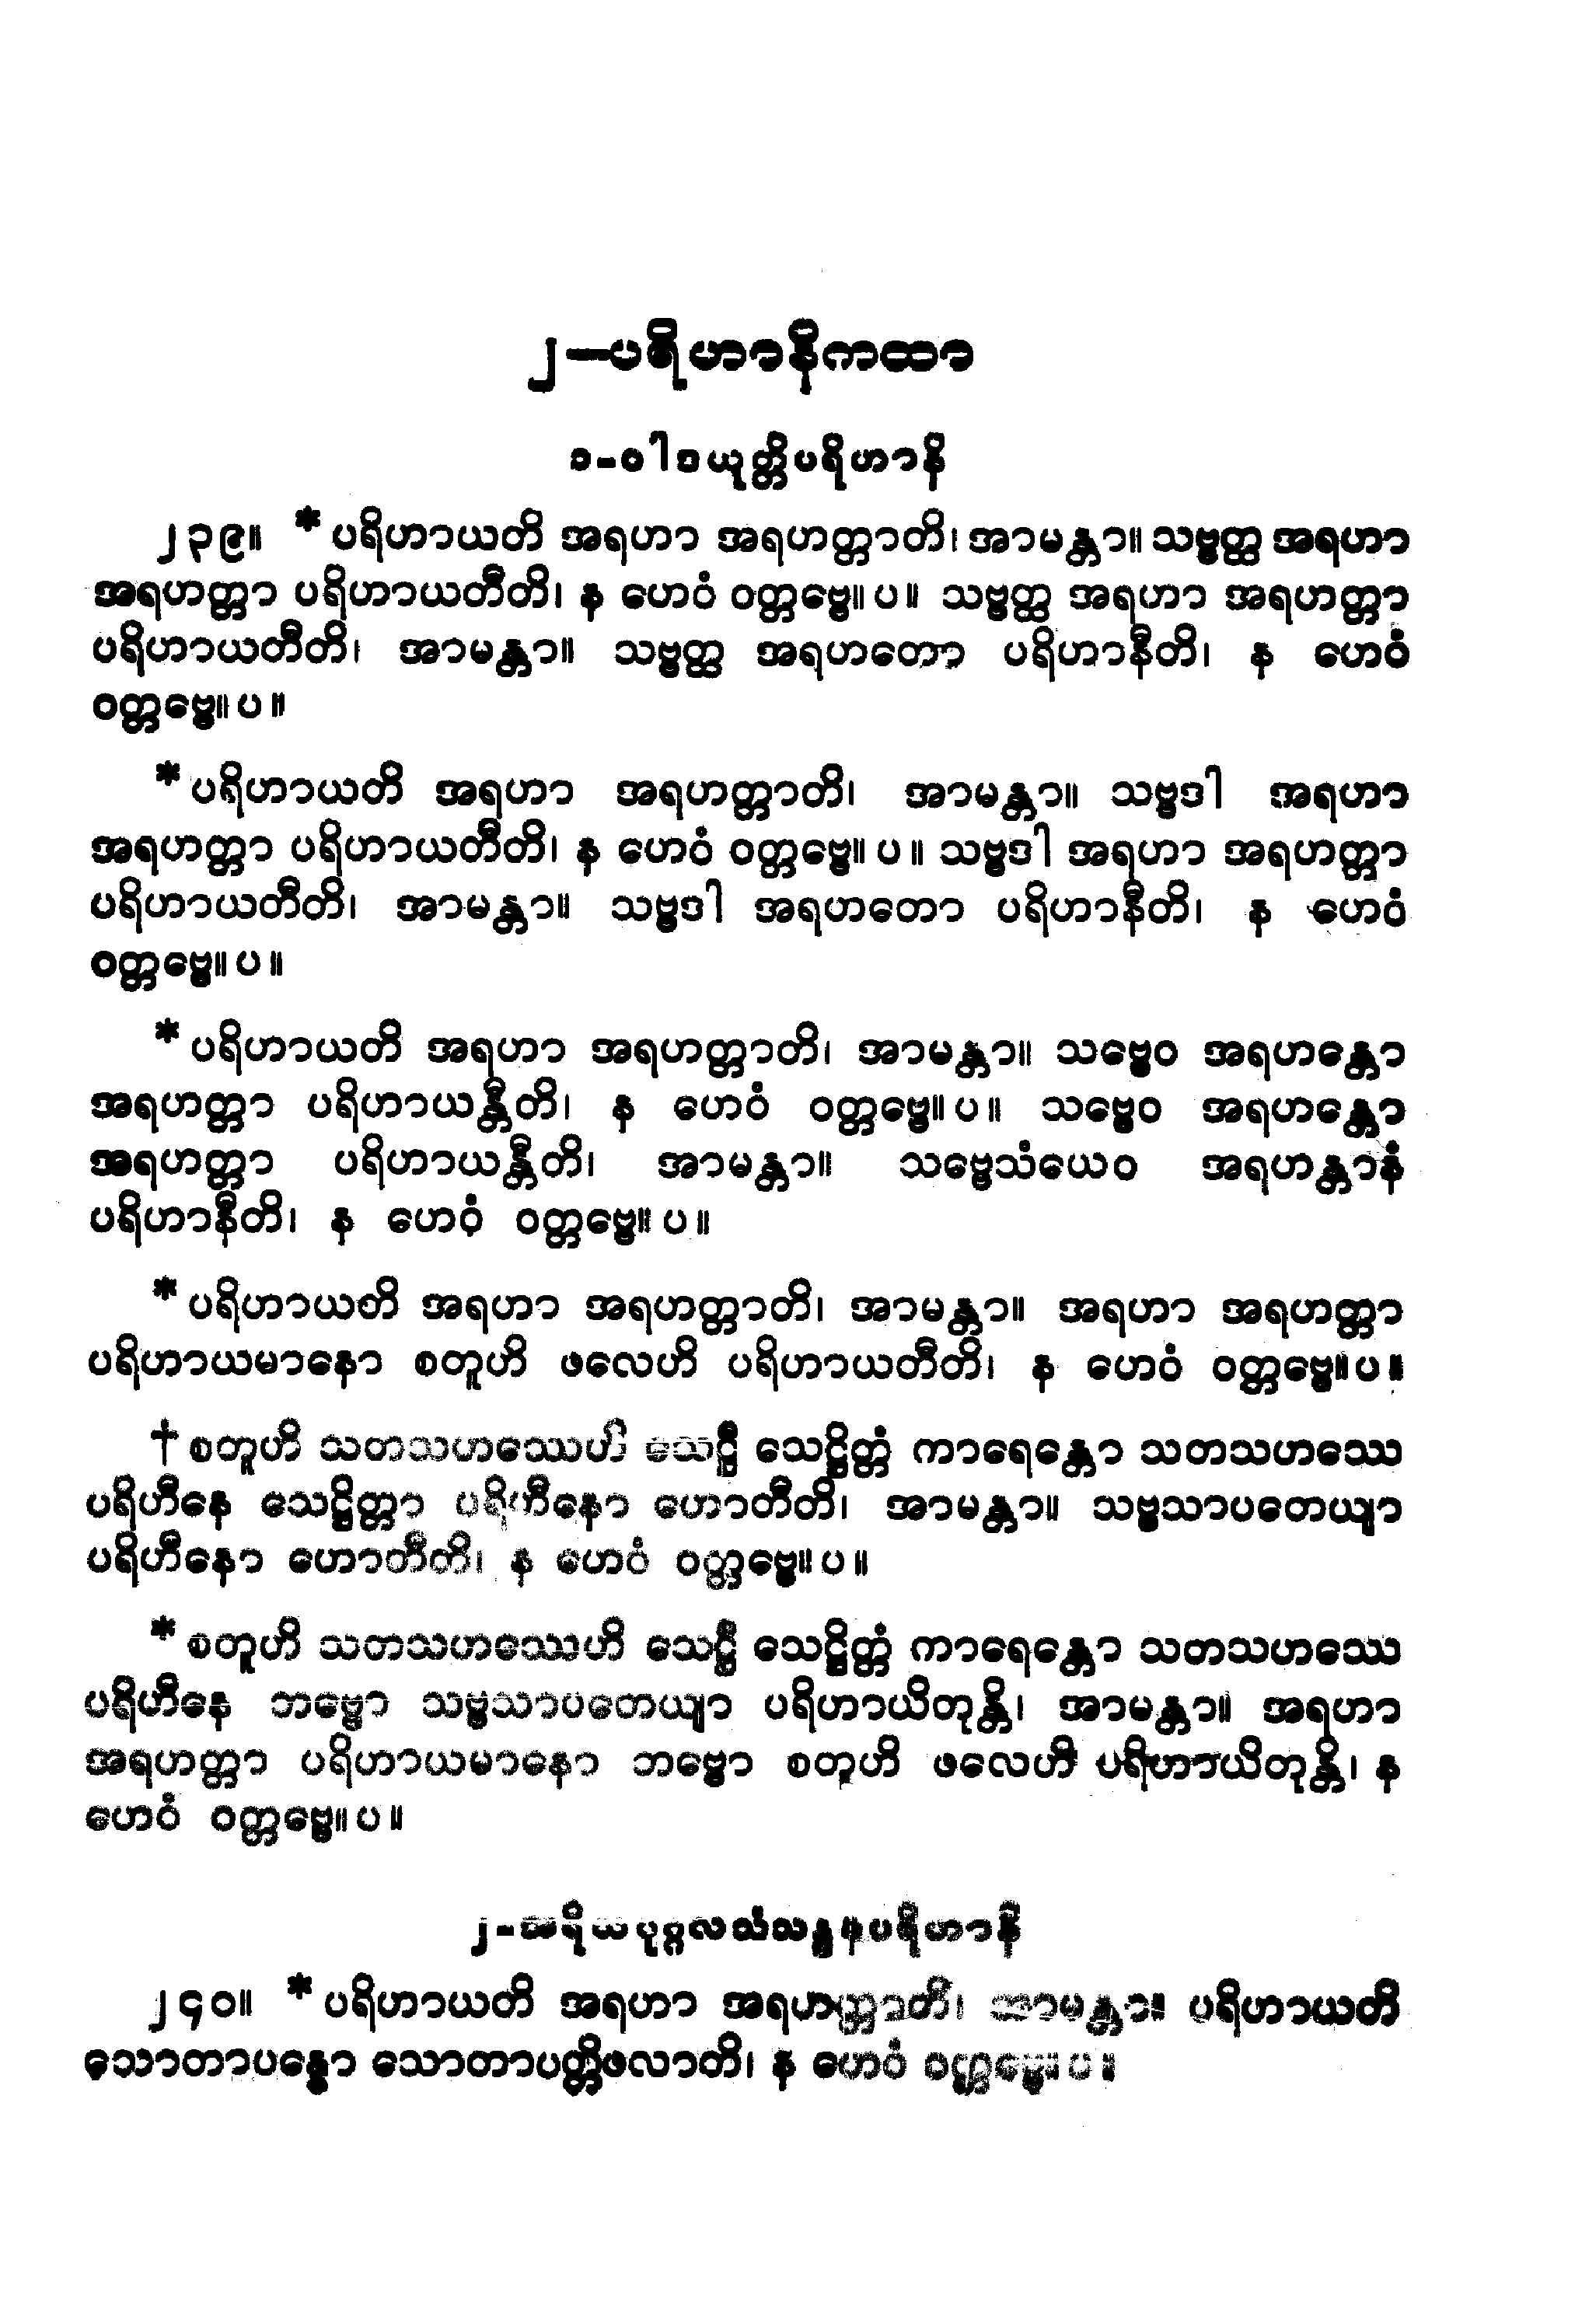 ၂—ပရိဟာနိကထာ
၁-ဝါဒယုတ္တိပရိဟာနိ
၂၃၉။ *ပရိဟာယတိ အရဟာ အရဟတ္တာတိ၊ အာမန္တာ။ သဗ္ဗတ္ထ အရဟာ
အရဟတ္တာ ပရိဟာယတီတိ၊ န ဟေဝံ ဝတ္တဗ္ဗေ။ ပ ။ သဗ္ဗတ္ထ အရဟာ အရဟတ္တာ
ပရိဟာယတီတိ၊ အာမန္တာ။ သဗ္ဗတ္ထ အရဟတော ပရိဟာနီတိ၊ န ဟေဝံ
ဝတ္တဗ္ဗေ။ ပ ။
*ပရိဟာယတိ အရဟာ အရဟတ္တာတိ၊ အာမန္တာ။ သဗ္ဗဒါ အရဟာ
အရဟတ္တာ ပရိဟာယတီတိ၊ န ဟေဝံ ဝတ္တဗ္ဗေ။ ပ ။ သဗ္ဗဒါ အရဟာ အရဟတ္တာ
ပရိဟာယတီတိ၊ အာမန္တာ။ သဗ္ဗဒါ အရဟတော ပရိဟာနီတိ၊ န ဟေဝံ
ဝတ္တဗ္ဗေ။ ပ ။
*ပရိဟာယတိ အရဟာ အရဟတ္တာတိ၊ အာမန္တာ။ သဗ္ဗေဝ အရဟန္တော
အရဟတ္တာ ပရိဟာယန္တီတိ၊ န ဟေဝံ ဝတ္တဗ္ဗေ။ ပ ။ သဗ္ဗေဝ အရဟန္တော
အရဟတ္တာ ပရိဟာယန္တီတိ၊ အာမန္တာ။ သဗ္ဗေသံယေဝ အရဟန္တာနံ
ပရိဟာနီတိ၊ န ဟေဝံ ဝတ္တဗ္ဗေ။ ပ ။
*ပရိဟာယတိ အရဟာ အရဟတ္တာတိ၊ အာမန္တာ။ အရဟာ အရဟတ္တာ
ပရိဟာယမာနော စတူဟိ ဖလေဟိ ပရိဟာယတီတိ၊ န ဟေဝံ ဝတ္တဗ္ဗေ။ ပ ။
†စတူဟိ သတသဟဿေဟိ သေဋ္ဌီ သေဋ္ဌိတ္တံ ကာရေန္တော သတသဟဿေ
ပရိဟီနေ သေဋ္ဌိတ္တာ ပရိဟီနော ဟောတီတိ၊ အာမန္တာ။ သဗ္ဗသာပတေယျာ
ပရိဟီနော ဟောတီတိ၊ န ဟေဝံ ဝတ္တဗ္ဗေ။ ပ ။
*စတူဟိ သတသဟဿေဟိ သေဋ္ဌီ သေဋ္ဌိတ္တံ ကာရေန္တော သတသဟဿေ
ပရိဟီနေ ဘဗ္ဗော သဗ္ဗသာပတေယျာ ပရိဟာယိတုန္တိ၊ အာမန္တာ။ အရဟာ
အရဟတ္တာ ပရိဟာယမာနော ဘဗ္ဗော စတူဟိ ဖလေဟိ ပရိဟာယိတုန္တိ၊ န
ဟေဝံ ဝတ္တဗ္ဗေ။ ပ ။
၂-အရိယပုဂ္ဂလသံသန္ဒနပရိဟာနိ
၂၄၀။ *ပရိဟာယတိ အရဟာ အရဟတ္တာတိ၊ အာမန္တာ။ ပရိဟာယတိ
သောတာပန္နော သောတာပတ္တိဖလာတိ၊ န ဟေဝံ ဝတ္တဗ္ဗေ။ ပ ။